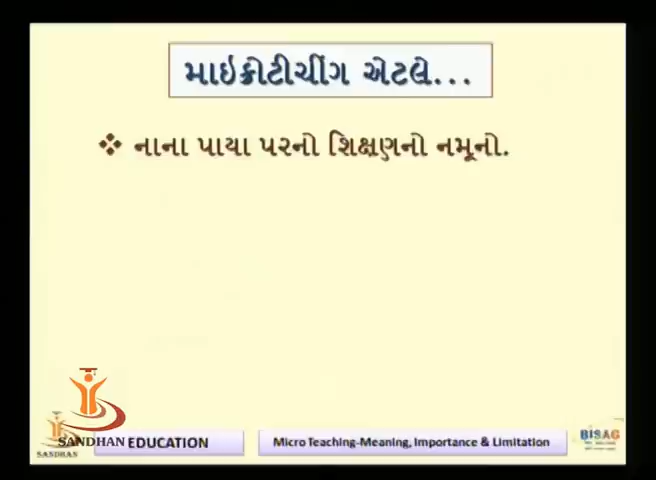 માઇક્રોટીચીંગ એટલે...
❖ નાના પાયા પરનો શિક્ષણનો નમૂનો.
SANDHAN
EDUCATION
Micro Teaching-Meaning, Importance & Limitation
BISAG
SANDHAN